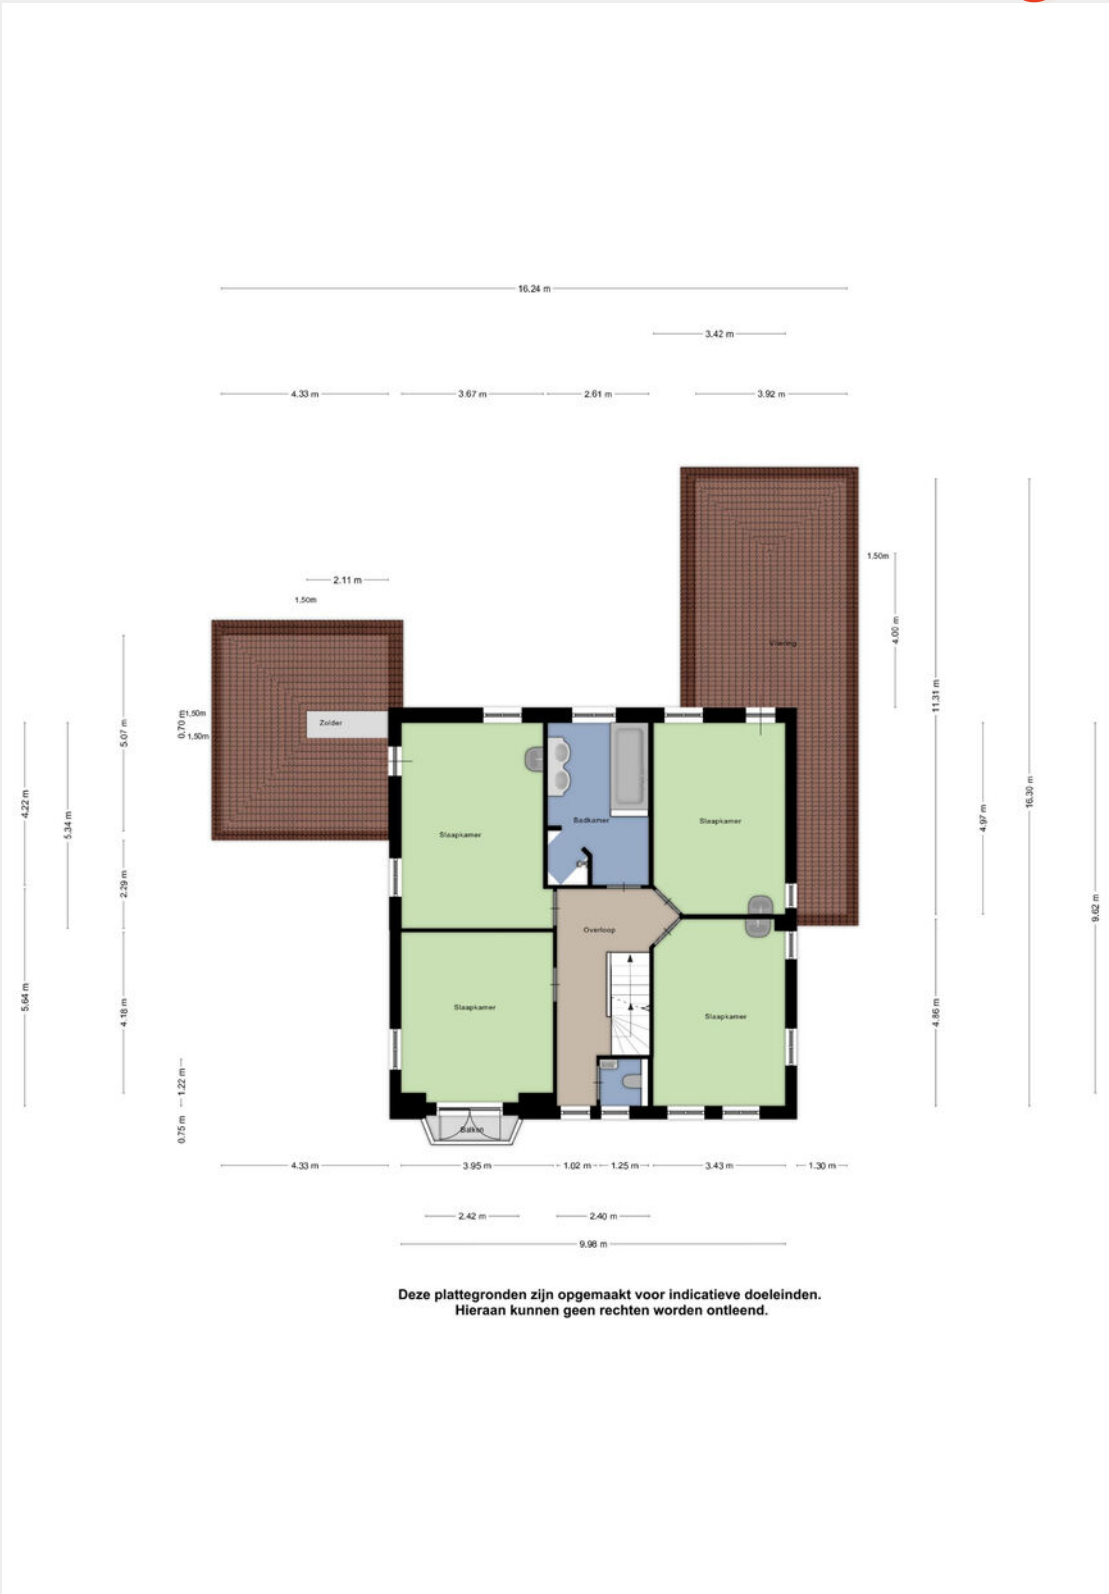 16.24 m
3.42 m
4.33 m
3.67 m
2.61 m
3.92 m
1.50m
2.11 m
1.50m
4.00 m
Vliering
11.31 m
16.30 m
5.07 m
0.70 m
1.50m
1.50m
Zolder
4.22 m
5.34 m
4.97 m
Slaapkamer
Badkamer
Slaapkamer
2.29 m
9.62 m
Overloop
5.64 m
4.18 m
Slaapkamer
Slaapkamer
4.86 m
1.22 m
0.75 m
Balkon
4.33 m
3.95 m
1.02 m
1.25 m
3.43 m
1.30 m
2.42 m
2.40 m
9.98 m
Deze plattegronden zijn opgemaakt voor indicatieve doeleinden.
Hieraan kunnen geen rechten worden ontleend.